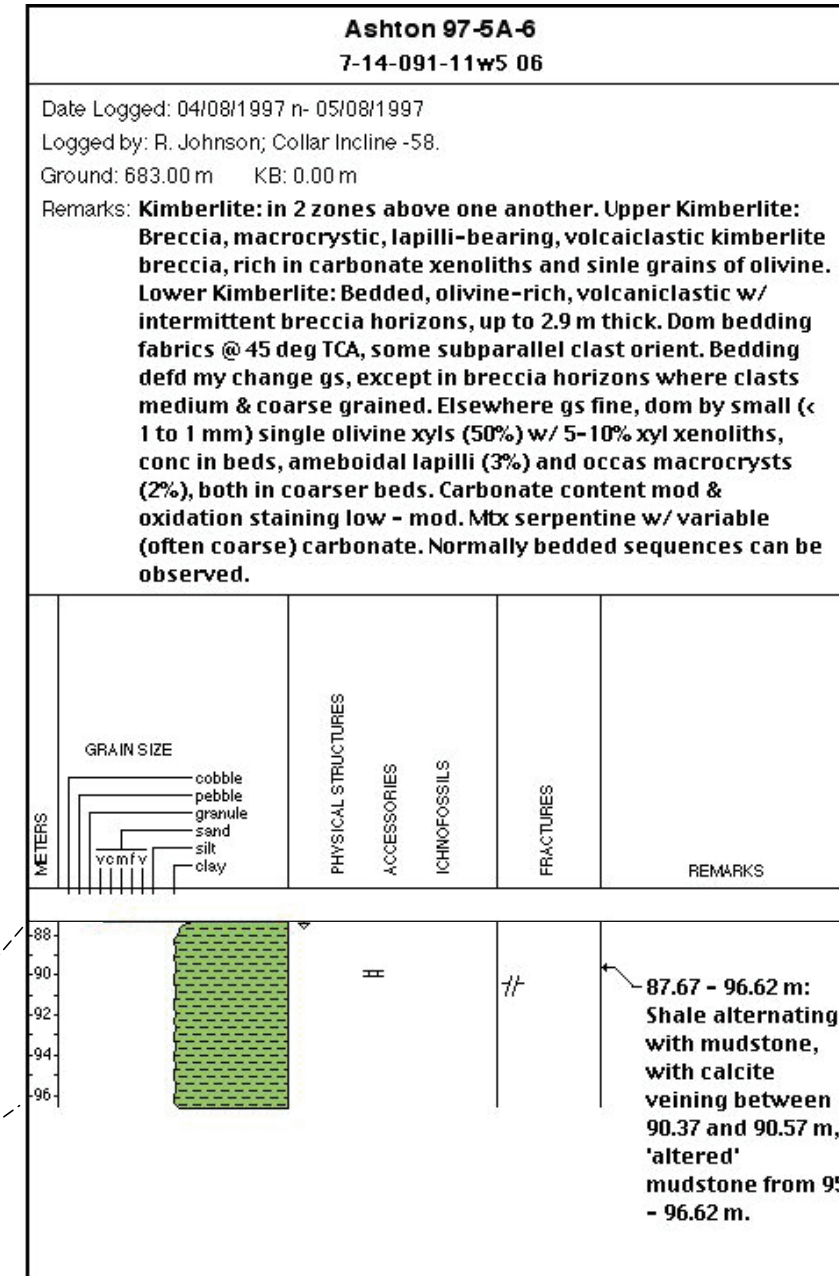 Ashton 97-5A-6
7-14-091-11w5 06
Date Logged: 04/08/1997 n- 05/08/1997
Logged by: R. Johnson; Collar Incline -58.
Ground: 683.00 m KB: 0.00 m
Remarks: Kimberlite: in 2 zones above one another. Upper Kimberlite:
Breccia, macrocrystic, lapilli-bearing, volcaiclastic kimberlite
breccia, rich in carbonate xenoliths and sinle grains of olivine.
Lower Kimberlite: Bedded, olivine-rich, volcaniclastic w/
intermittent breccia horizons, up to 2.9 m thick. Dom bedding
fabrics @ 45 deg TCA, some subparallel clast orient. Bedding
defd my change gs, except in breccia horizons where clasts
medium & coarse grained. Elsewhere gs fine, dom by small (<
1 to 1 mm) single olivine xyls (50%) w/ 5-10% xyl xenoliths,
conc in beds, ameboidal lapilli (3%) and occas macrocrysts
(2%), both in coarser beds. Carbonate content mod &
oxidation staining low - mod. Mtx serpentine w/ variable
(often coarse) carbonate. Normally bedded sequences can be
observed.
METERS
GRAIN SIZE
cobble
pebble
granule
sand
silt
clay
vcmfv
PHYSICAL STRUCTURES
ACCESSORIES
ICHNOFOSSILS
FRACTURES
REMARKS
88
90
92
94
96
87.67 - 96.62 m:
Shale alternating
with mudstone,
with calcite
veining between
90.37 and 90.57 m,
'altered'
mudstone from 95
- 96.62 m.